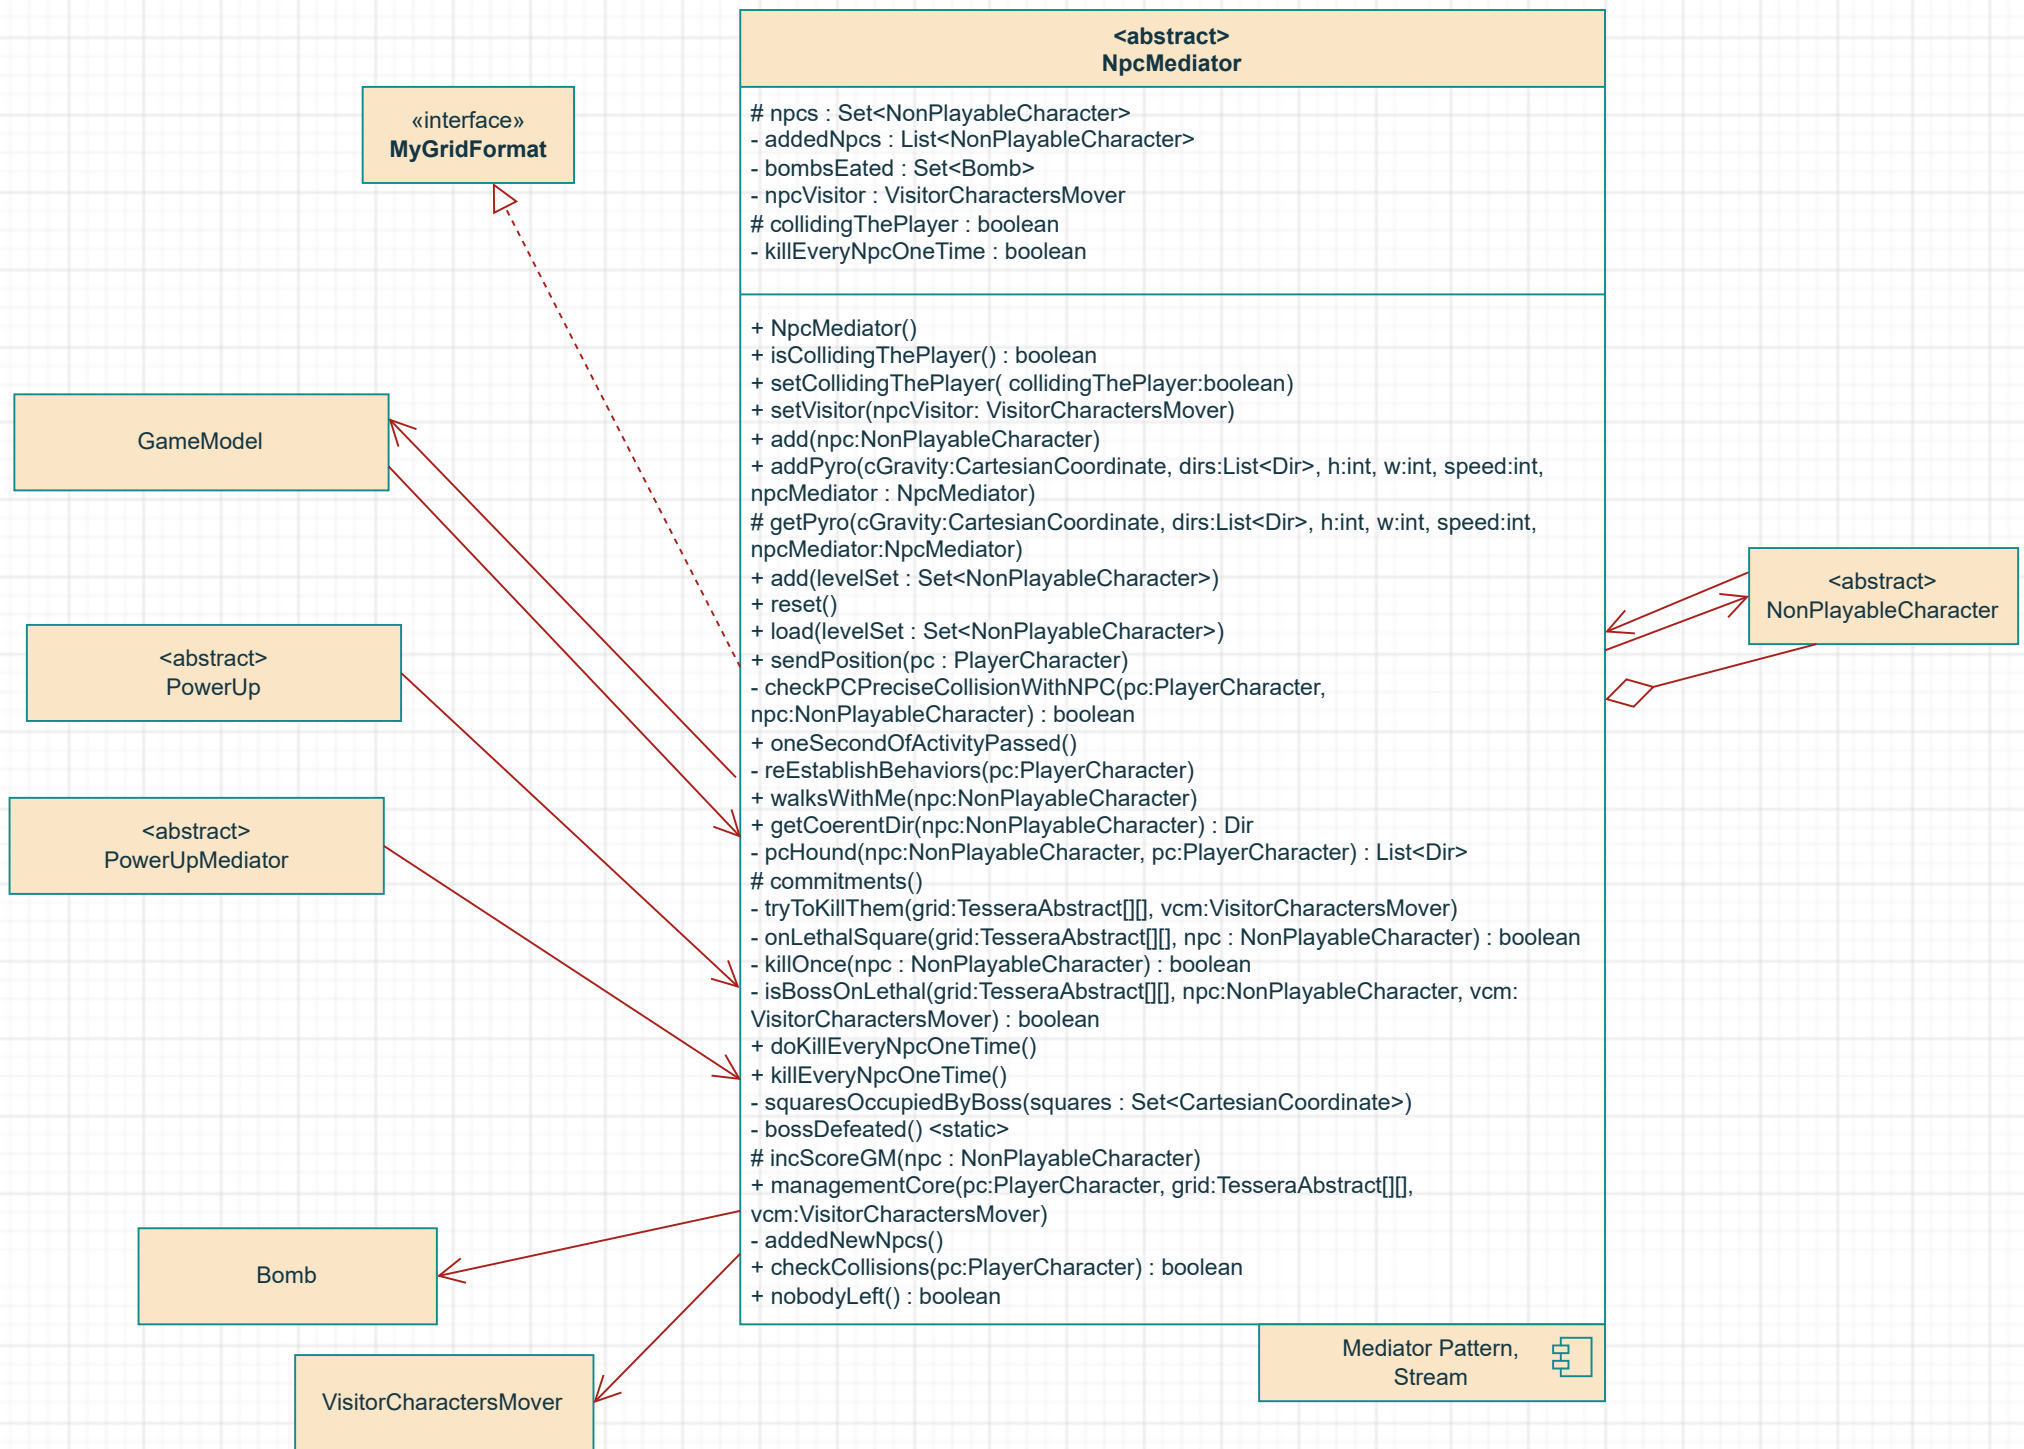 <abstract>
NpcMediator
# npcs : Set<NonPlayableCharacter>
- addedNpcs : List<NonPlayableCharacter>
- bombsEated : Set<Bomb>
- npcVisitor : VisitorCharactersMover
# collidingThePlayer : boolean
- killEveryNpcOneTime : boolean
+ NpcMediator()
+ isCollidingThePlayer() : boolean
+ setCollidingThePlayer( collidingThePlayer:boolean)
+ setVisitor(npcVisitor: VisitorCharactersMover)
+ add(npc:NonPlayableCharacter)
+ addPyro(cGravity:CartesianCoordinate, dirs:List<Dir>, h:int, w:int, speed:int,
npcMediator : NpcMediator)
# getPyro(cGravity:CartesianCoordinate, dirs:List<Dir>, h:int, w:int, speed:int,
npcMediator:NpcMediator)
+ add(levelSet : Set<NonPlayableCharacter>)
+ reset()
+ load(levelSet : Set<NonPlayableCharacter>)
+ sendPosition(pc : PlayerCharacter)
- checkPCPreciseCollisionWithNPC(pc:PlayerCharacter,
npc:NonPlayableCharacter) : boolean
+ oneSecondOfActivityPassed()
- reEstablishBehaviors(pc:PlayerCharacter)
+ walksWithMe(npc:NonPlayableCharacter)
+ getCoerentDir(npc:NonPlayableCharacter) : Dir
- pcHound(npc:NonPlayableCharacter, pc:PlayerCharacter) : List<Dir>
# commitments()
- tryToKillThem(grid:TesseraAbstract[][], vcm:VisitorCharactersMover)
- onLethalSquare(grid:TesseraAbstract[][], npc : NonPlayableCharacter) : boolean
- killOnce(npc : NonPlayableCharacter) : boolean
- isBossOnLethal(grid:TesseraAbstract[][], npc:NonPlayableCharacter, vcm:
VisitorCharactersMover) : boolean
+ doKillEveryNpcOneTime()
+ killEveryNpcOneTime()
- squaresOccupiedByBoss(squares : Set<CartesianCoordinate>)
- bossDefeated() <static>
# incScoreGM(npc : NonPlayableCharacter)
+ managementCore(pc:PlayerCharacter, grid:TesseraAbstract[][],
vcm:VisitorCharactersMover)
- addedNewNpcs()
+ checkCollisions(pc:PlayerCharacter) : boolean
+ nobodyLeft() : boolean
Mediator Pattern,
Stream
«interface»
MyGridFormat
GameModel
<abstract>
PowerUp
<abstract>
PowerUpMediator
Bomb
VisitorCharactersMover
<abstract>
NonPlayableCharacter